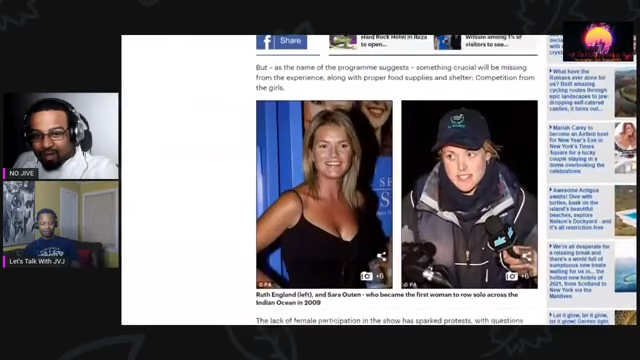 Share
Hard Rock Hotel in Ibiza
to open...
William among 1% of
visitors to see...
But – as the name of the programme suggests – something crucial will be missing
from the experience, along with proper food supplies and shelter: Competition from
the girls.
© PA
+6
© PA
+6
Ruth England (left), and Sara Outen - who became the first woman to row solo across the
Indian Ocean in 2009
The lack of female participation in the show has sparked protests, with questions
What have the
Romans ever done for
us? Quite
cycling routes through
epic landscapes to jaw-
dropping self-catered
castles, it turns out...
Mariah Carey to
become an Airbnb host
for New Year's Eve in
New York's Times
Square for a lucky
couple staying in a
dome overlooking the
celebrations
Awesome Antigua
awaits! Dive with
turtles, bask on the
island's beautiful
beaches, explore
Nelson's Dockyard - and
it's all restriction-free
We're all desperate for
a relaxing break and
there's a world full of
sumptuous new treats
waiting for us in... the
hottest new hotels of
2021, from Scotland to
New York via the
Maldives
Let it glow, let it glow,
NO JIVE
Let's Talk With JVJ